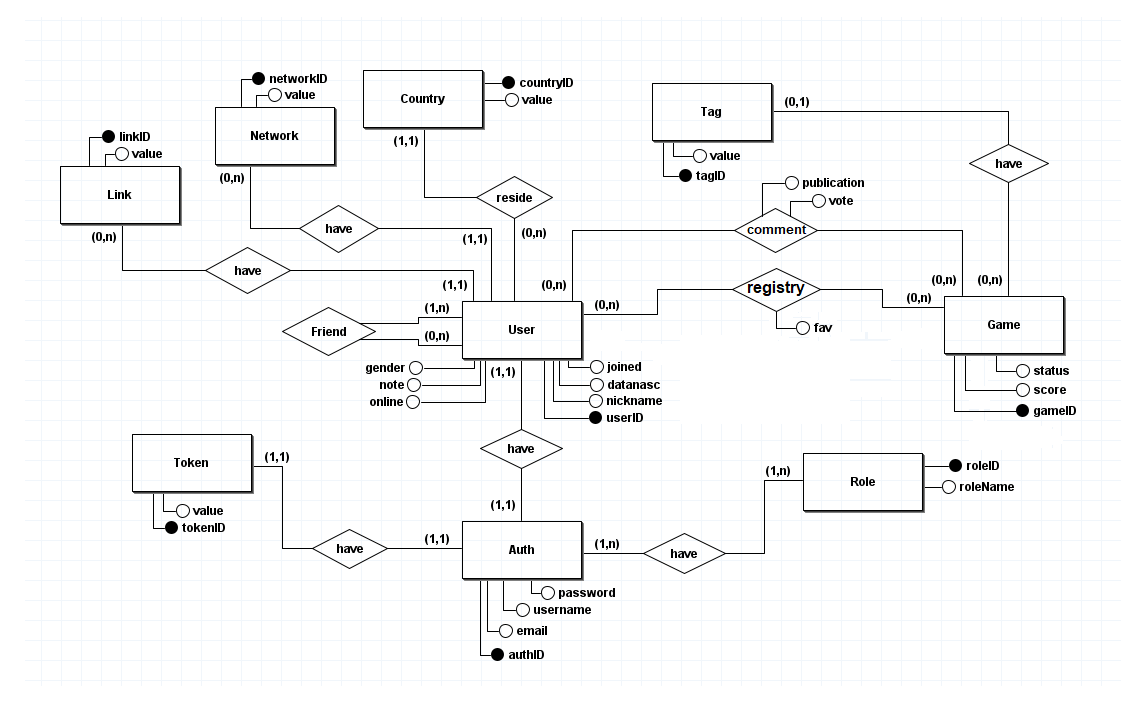 networkID
value
Network
(0,n)
linkID
value
Link
(0,n)
countryID
value
Country
(1,1)
Tag
(0,1)
value
tagID
have
reside
(0,n)
publication
vote
comment
have
(1,1)
have
(1,1)
(0,n)
(0,n)
(0,n)
registry
(0,n)
(0,n)
fav
Friend
(1,n)
(0,n)
User
Game
gender
note
online
(1,1)
joined
datanasc
nickname
userID
status
score
gameID
have
(1,1)
Token
(1,1)
value
tokenID
have
(1,1)
Auth
(1,n)
have
(1,n)
Role
roleID
roleName
password
username
email
authID